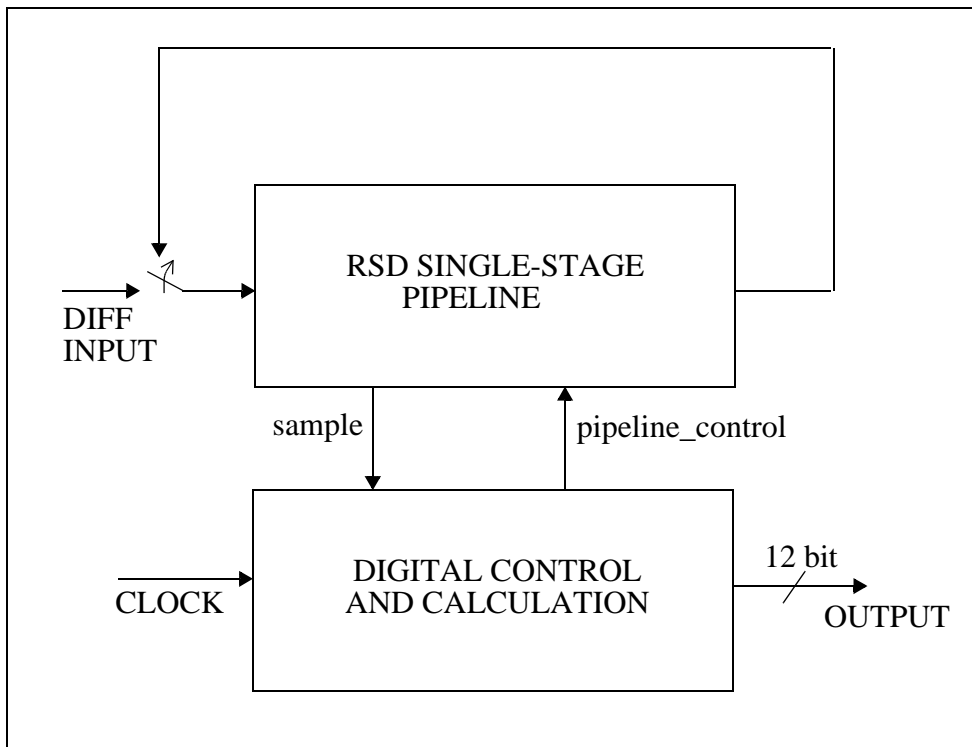 RSD SINGLE-STAGE
PIPELINE
DIFF
INPUT
sample
pipeline_control
12 bit
DIGITAL CONTROL
AND CALCULATION
CLOCK
OUTPUT